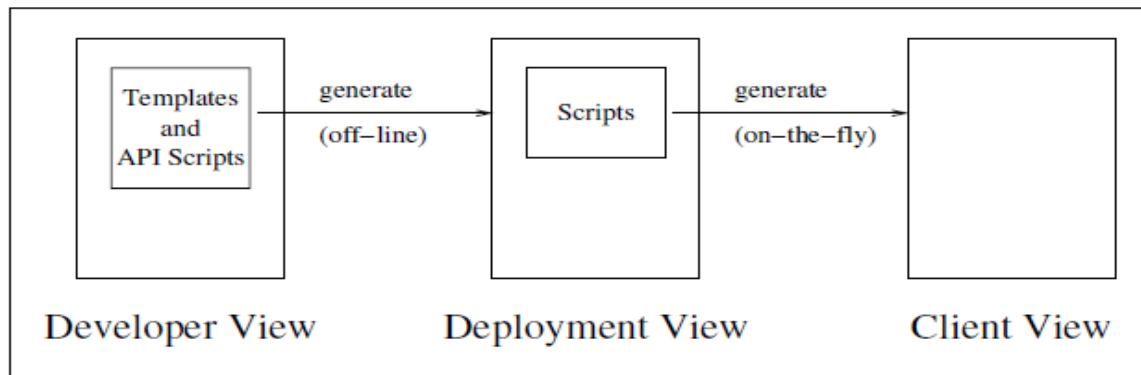 Templates
and
API Scripts
generate
(off-line)
Scripts
generate
(on-the-fly)
Developer View
Deployment View
Client View